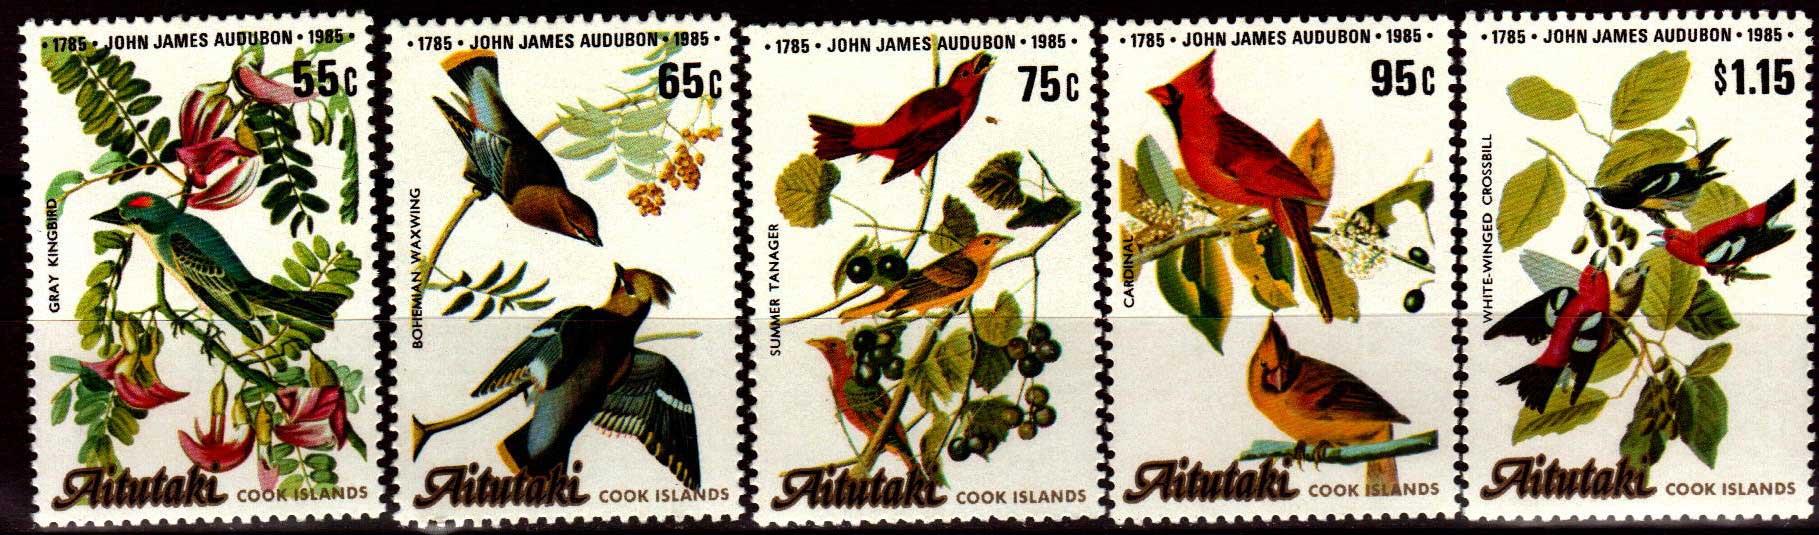 • 1785 • JOHN JAMES AUDUBON • 1985 •
55c
GRAY KINGBIRD
Aitutaki COOK ISLANDS
• 1785 • JOHN JAMES AUDUBON • 1985 •
65c
BOHEMIAN WAXWING
Aitutaki COOK ISLANDS
• 1785 • JOHN JAMES AUDUBON • 1985 •
75c
SUMMER TANAGER
Aitutaki COOK ISLANDS
• 1785 • JOHN JAMES AUDUBON • 1985 •
95c
CARDINAL
Aitutaki COOK ISLANDS
• 1785 • JOHN JAMES AUDUBON • 1985 •
$1.15
WHITE-WINGED CROSSBILL
Aitutaki COOK ISLANDS